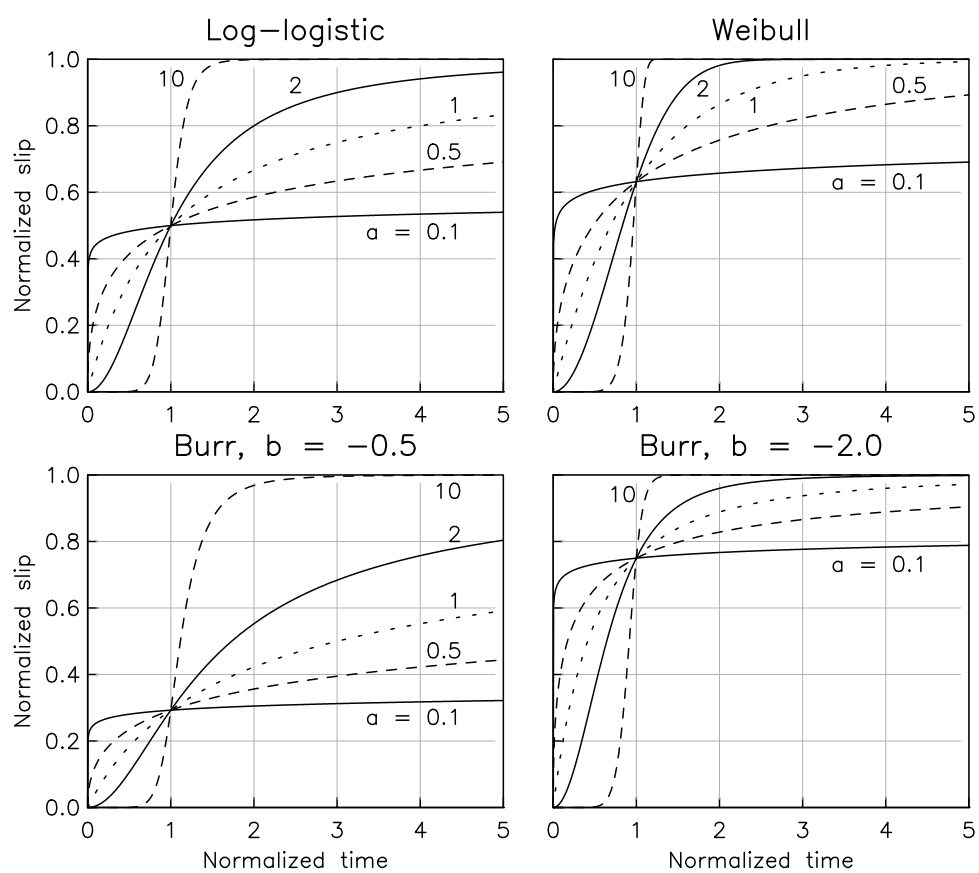 Log−logistic
Weibull
1.0
0.8
0.6
0.4
0.2
0.0
Normalized slip
10
2
1
0.5
a = 0.1
0 1 2 3 4 5
10
2
1
0.5
a = 0.1
0 1 2 3 4 5
Burr, b = −0.5
Burr, b = −2.0
1.0
0.8
0.6
0.4
0.2
0.0
Normalized slip
10
2
1
0.5
a = 0.1
0 1 2 3 4 5
Normalized time
10
a = 0.1
0 1 2 3 4 5
Normalized time